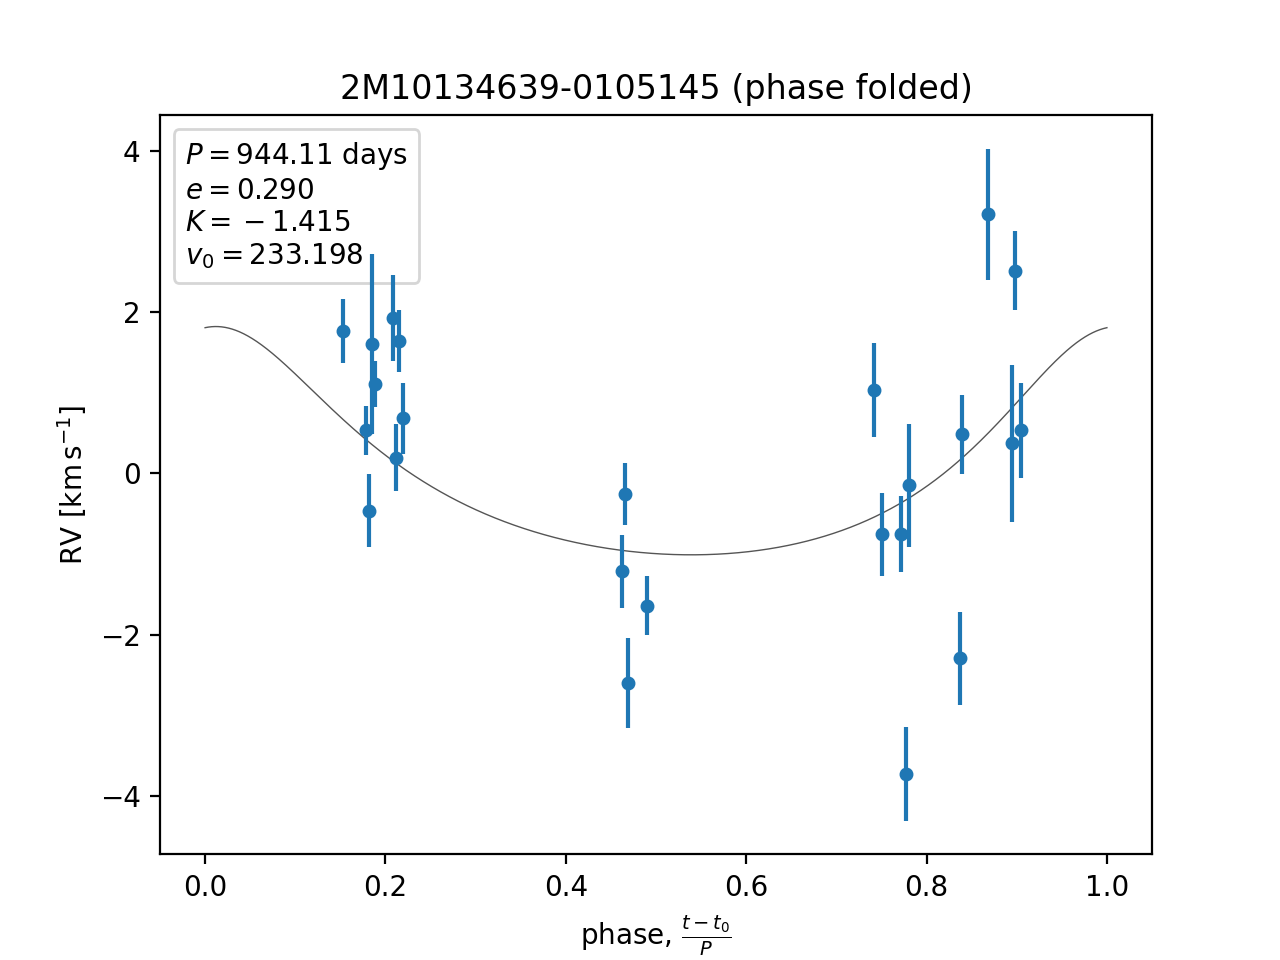 2M10134639-0105145 (phase folded)
P = 944.11 days
e = 0.290
K = −1.415
v₀ = 233.198
RV [km s⁻¹]
4
2
0
−2
−4
0.0 0.2 0.4 0.6 0.8 1.0
phase, (t − t₀)/P